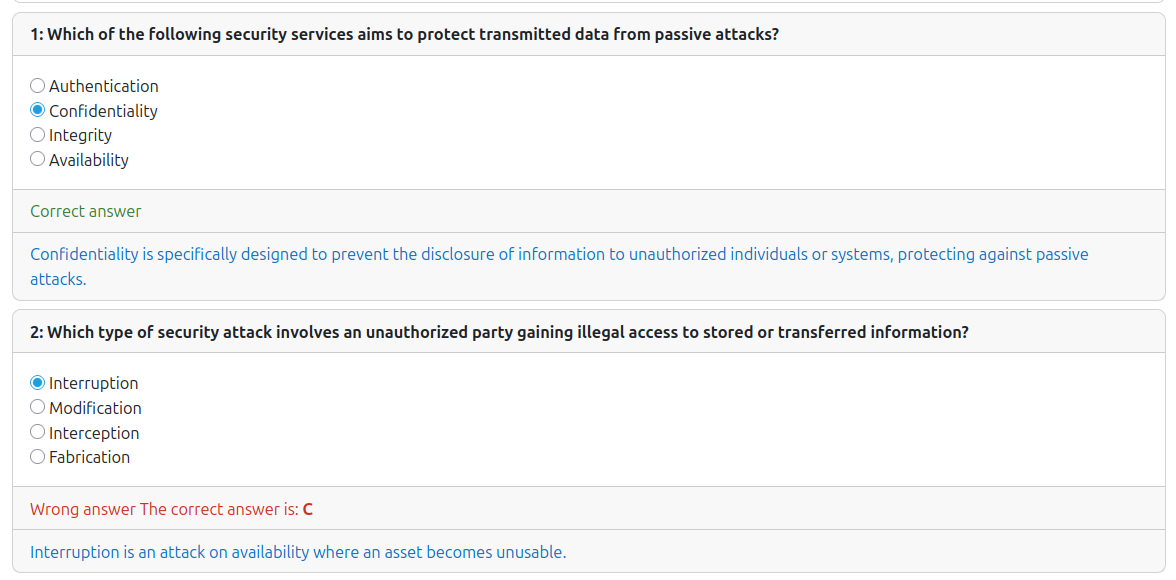 1: Which of the following security services aims to protect transmitted data from passive attacks?
Authentication
Confidentiality
Integrity
Availability
Correct answer
Confidentiality is specifically designed to prevent the disclosure of information to unauthorized individuals or systems, protecting against passive
attacks.
2: Which type of security attack involves an unauthorized party gaining illegal access to stored or transferred information?
Interruption
Modification
Interception
Fabrication
Wrong answer The correct answer is: C
Interruption is an attack on availability where an asset becomes unusable.